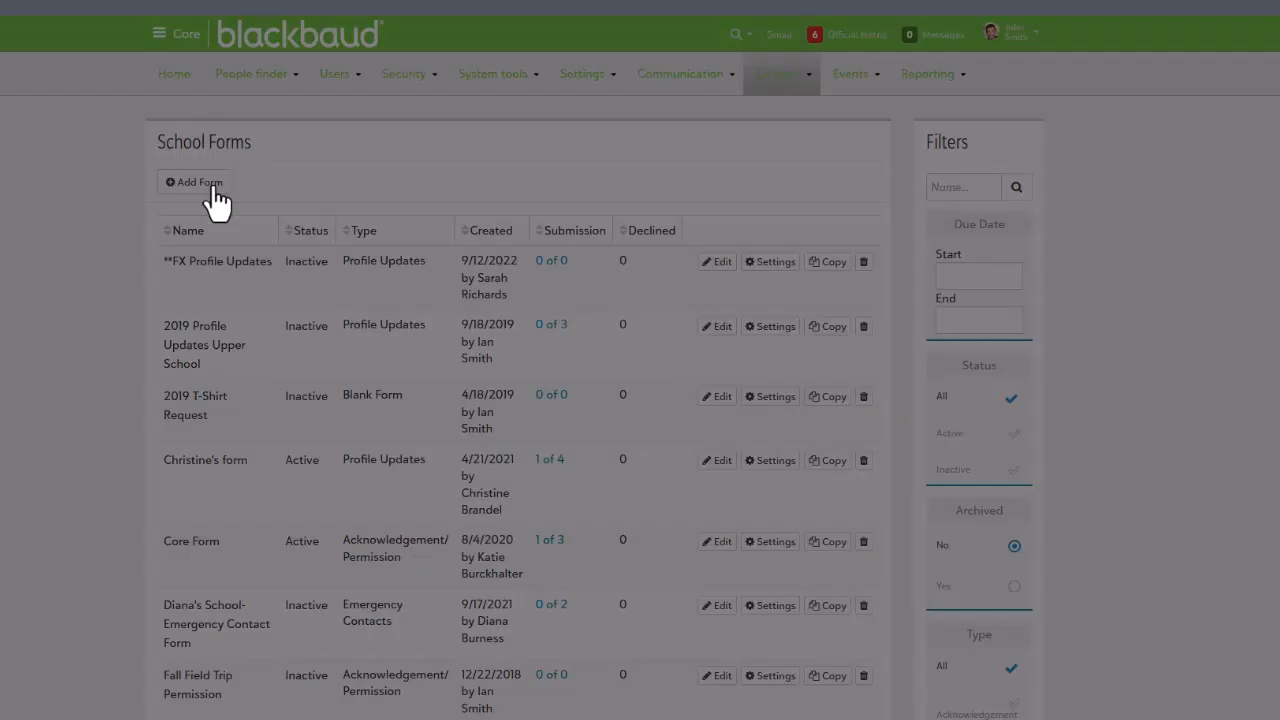 Core blackbaud
Gmail 6 Official Notes 0 Messages John Smith
Home People finder Users Security System tools Settings Communication Content Events Reporting
School Forms
Add Form
Name Status Type Created Submission Declined
**FX Profile Updates Inactive Profile Updates 9/12/2022 0 of 0 0 Edit Settings Copy
by Sarah
Richards
2019 Profile Inactive Profile Updates 9/18/2019 0 of 3 0 Edit Settings Copy
Updates Upper by Ian
School Smith
2019 T-Shirt Inactive Blank Form 4/18/2019 0 of 0 0 Edit Settings Copy
Request by Ian
Smith
Christine's form Active Profile Updates 4/21/2021 1 of 4 0 Edit Settings Copy
by
Christine
Brandel
Core Form Active Acknowledgement/ 8/4/2020 1 of 3 0 Edit Settings Copy
Permission by Katie
Burckhalter
Diana's School- Inactive Emergency 9/17/2021 0 of 2 0 Edit Settings Copy
Emergency Contact Contacts by Diana
Form Burness
Fall Field Trip Inactive Acknowledgement/ 12/22/2018 0 of 0 0 Edit Settings Copy
Permission Permission by Ian
Smith
Filters
Name...
Due Date
Start
End
Status
All
Active
Inactive
Archived
No
Yes
Type
All
Acknowledgement